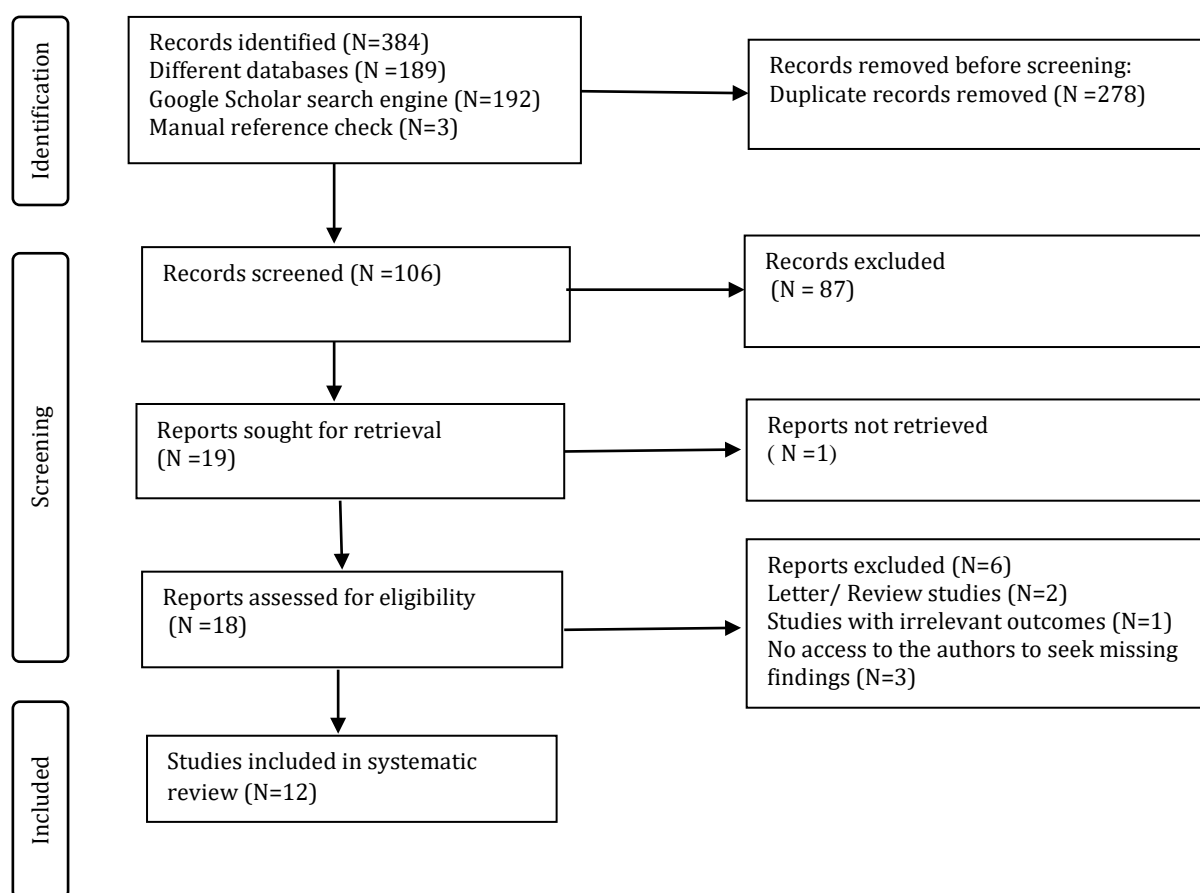 Identification
Records identified (N=384)
Different databases (N =189)
Google Scholar search engine (N=192)
Manual reference check (N=3)
Records removed before screening:
Duplicate records removed (N =278)
Screening
Records screened (N =106)
Records excluded
(N = 87)
Reports sought for retrieval
(N =19)
Reports not retrieved
( N =1)
Reports assessed for eligibility
(N =18)
Reports excluded (N=6)
Letter/ Review studies (N=2)
Studies with irrelevant outcomes (N=1)
No access to the authors to seek missing
findings (N=3)
Included
Studies included in systematic
review (N=12)